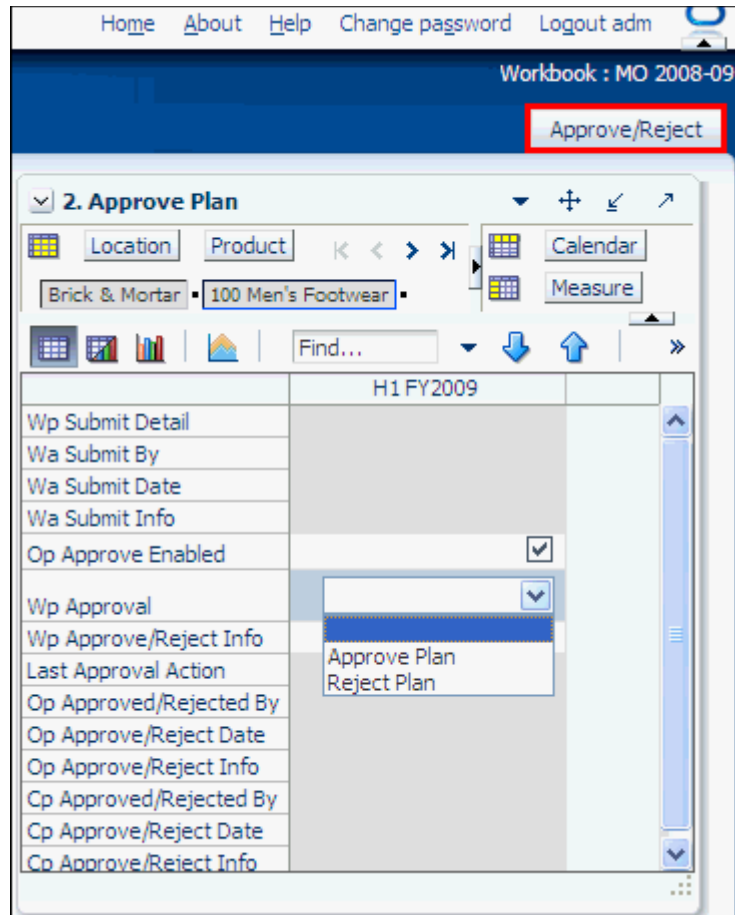 Home About Help Change password Logout adm
Workbook : MO 2008-09
Approve/Reject
2. Approve Plan
Location Product Calendar
Brick & Mortar 100 Men's Footwear Measure
Find...
H1 FY2009
Wp Submit Detail
Wa Submit By
Wa Submit Date
Wa Submit Info
Op Approve Enabled
Wp Approval
Wp Approve/Reject Info
Approve Plan
Last Approval Action
Reject Plan
Op Approved/Rejected By
Op Approve/Reject Date
Op Approve/Reject Info
Cp Approved/Rejected By
Cp Approve/Reject Date
Cp Approve/Reject Info